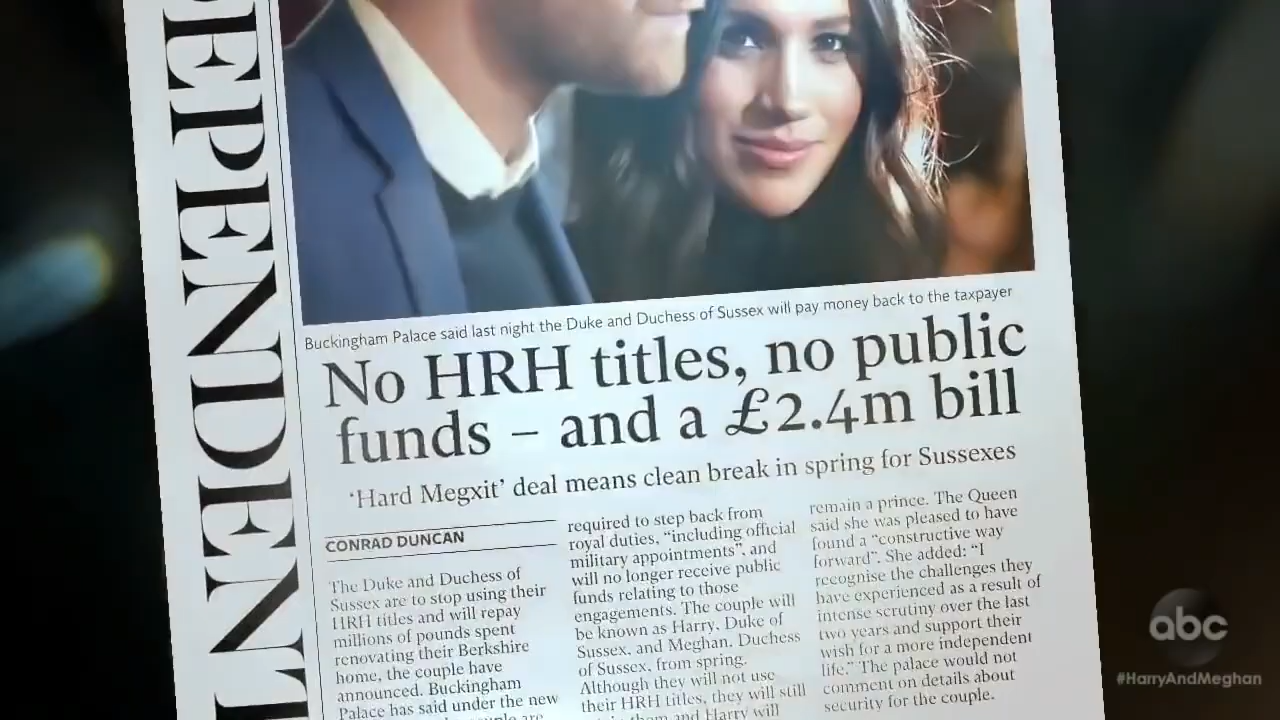 EPENDENT
Buckingham Palace said last night the Duke and Duchess of Sussex will pay money back to the taxpayer
No HRH titles, no public
funds – and a £2.4m bill
‘Hard Megxit’ deal means clean break in spring for Sussexes
CONRAD DUNCAN
The Duke and Duchess of
Sussex are to stop using their
HRH titles and will repay
millions of pounds spent
renovating their Berkshire
home, the couple have
announced. Buckingham
Palace has said under the new
required to step back from
royal duties, “including official
military appointments”, and
will no longer receive public
funds relating to those
engagements. The couple will
be known as Harry, Duke of
Sussex, and Meghan, Duchess
of Sussex, from spring.
Although they will not use
their HRH titles, they will still
them and Harry will
remain a prince. The Queen
said she was pleased to have
found a “constructive way
forward”. She added: “I
recognise the challenges they
have experienced as a result of
intense scrutiny over the last
two years and support their
wish for a more independent
life.” The palace would not
comment on details about
security for the couple.
abc
#HarryAndMeghan